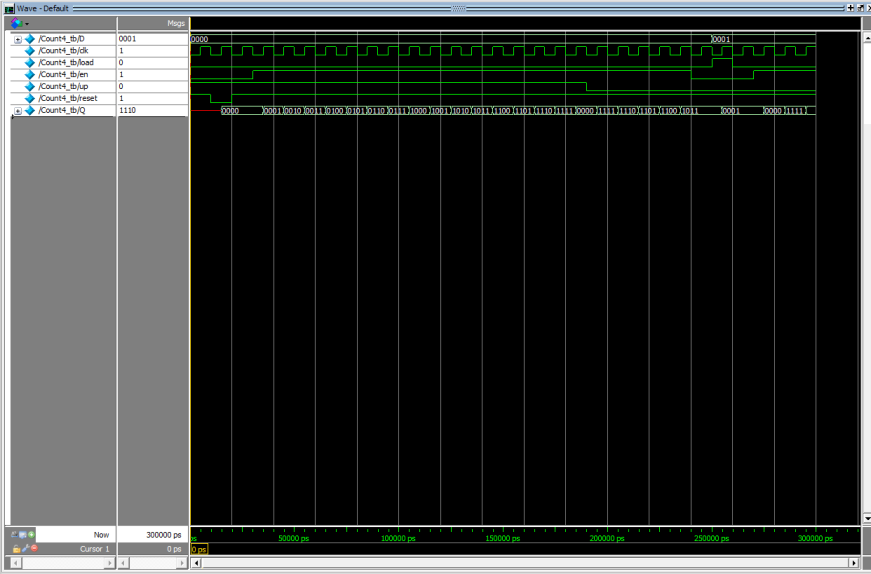 Wave - Default
Msgs
/Count4_tb/D 0001 0000 0001
/Count4_tb/clk 1
/Count4_tb/load 0
/Count4_tb/en 1
/Count4_tb/up 0
/Count4_tb/reset 1
/Count4_tb/Q 1110 0000 0001 0010 0011 0100 0101 0110 0111 1000 1001 1010 1011 1100 1101 1110 1111 0000 1111 1110 1101 1100 1011 0001 0000 1111
Now 300000 ps ps 50000 ps 100000 ps 150000 ps 200000 ps 250000 ps 300000 ps
Cursor 1 0 ps 0 ps